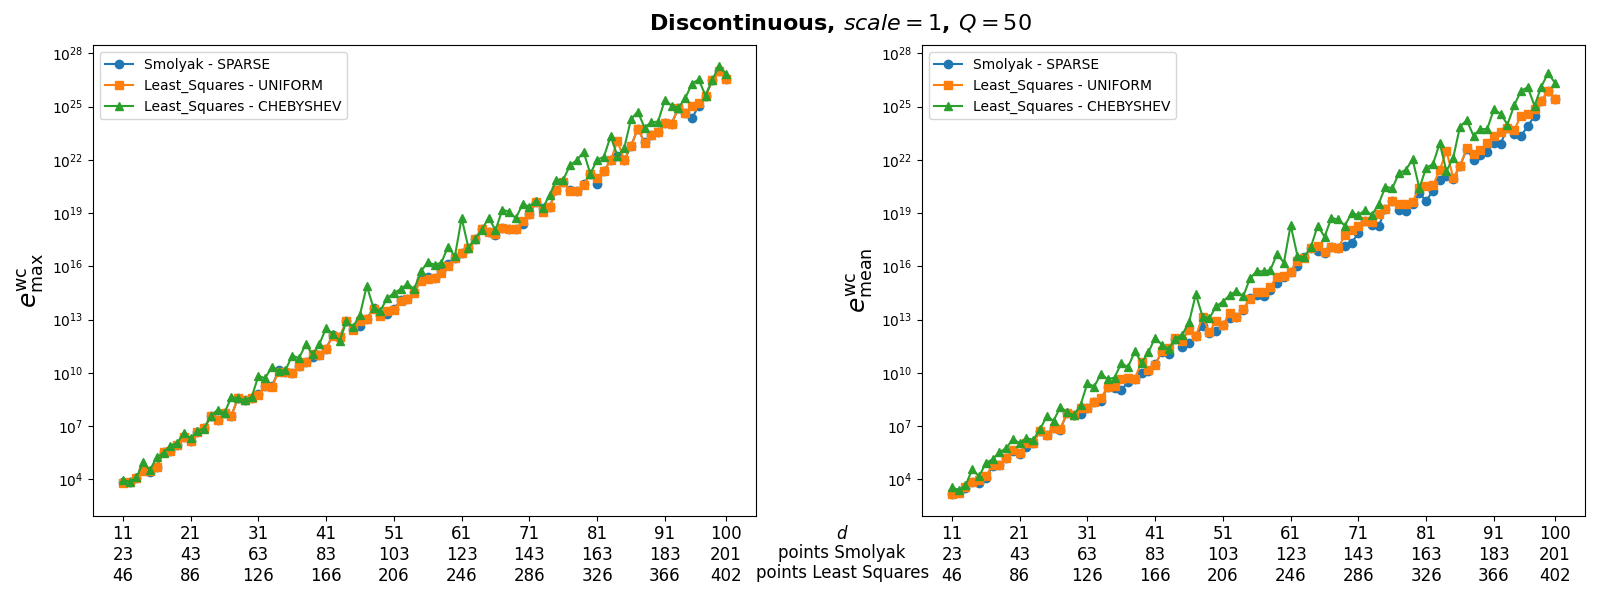 Discontinuous, scale = 1, Q = 50
Smolyak - SPARSE
Least_Squares - UNIFORM
Least_Squares - CHEBYSHEV
10^28
10^25
10^22
10^19
10^16
10^13
10^10
10^7
10^4
e^wc_max
11 21 31 41 51 61 71 81 91 100
23 43 63 83 103 123 143 163 183 201
46 86 126 166 206 246 286 326 366 402
d
points Smolyak
points Least Squares
Smolyak - SPARSE
Least_Squares - UNIFORM
Least_Squares - CHEBYSHEV
10^28
10^25
10^22
10^19
10^16
10^13
10^10
10^7
10^4
e^wc_mean
11 21 31 41 51 61 71 81 91 100
23 43 63 83 103 123 143 163 183 201
46 86 126 166 206 246 286 326 366 402